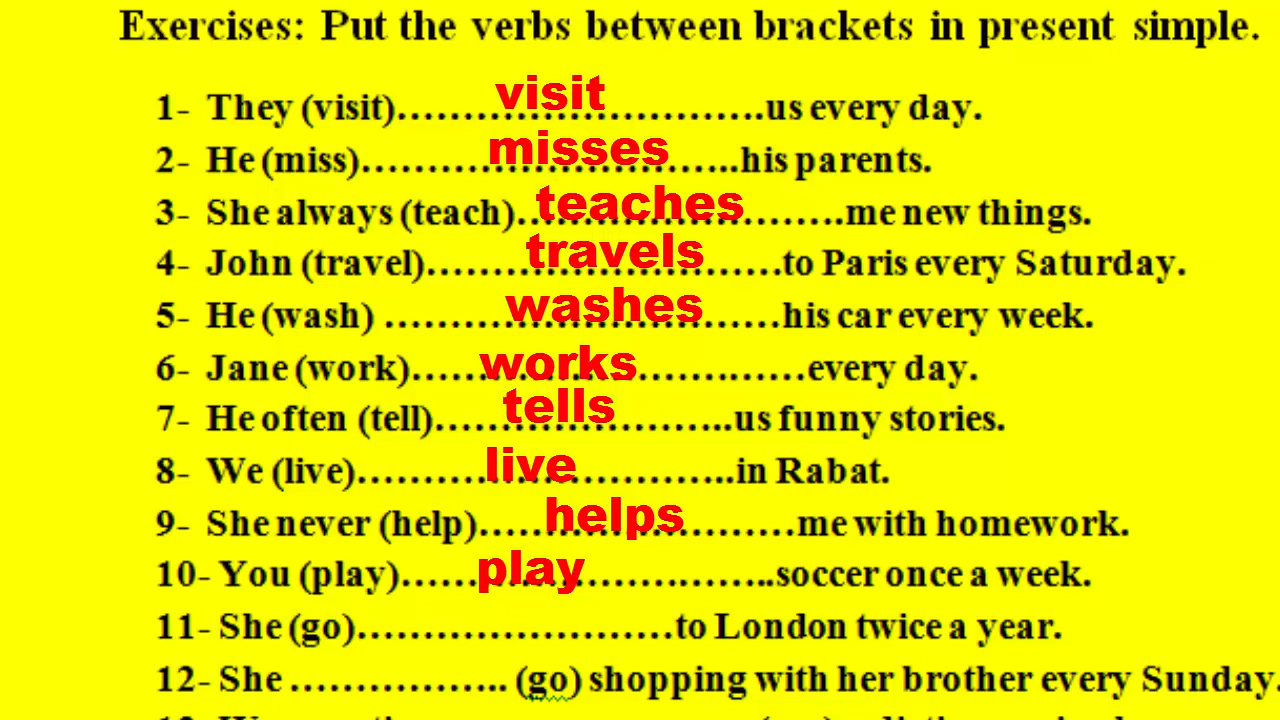 Exercises: Put the verbs between brackets in present simple.
1- They (visit)……………visit……………us every day.
2- He (miss)……………misses……………..his parents.
3- She always (teach)……………teaches……………….me new things.
4- John (travel)……………travels……………to Paris every Saturday.
5- He (wash) ……………washes……………his car every week.
6- Jane (work)……………works……………every day.
7- He often (tell)……………tells……………..us funny stories.
8- We (live)……………live……………..in Rabat.
9- She never (help)……………helps……………me with homework.
10- You (play)……………play……………..soccer once a week.
11- She (go)……………………to London twice a year.
12- She …………….. (go) shopping with her brother every Sunday.